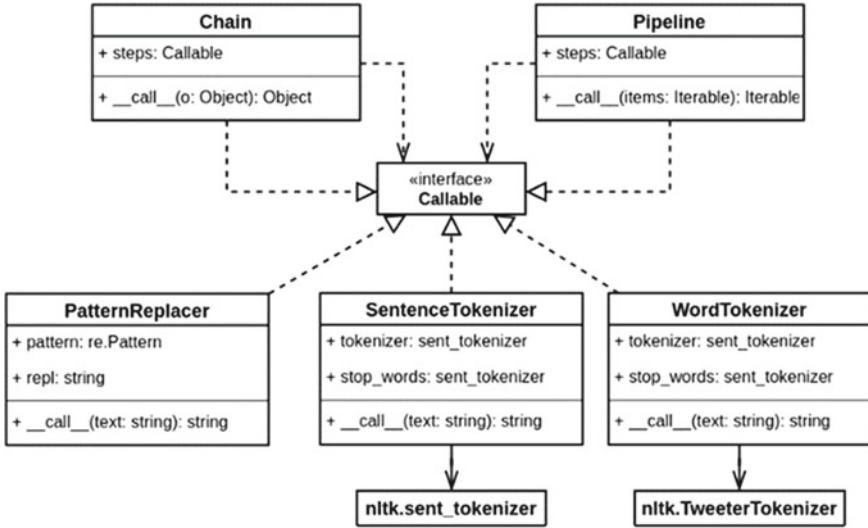 Chain
+ steps: Callable
+ __call__(o: Object): Object
Pipeline
+ steps: Callable
+ __call__(items: Iterable): Iterable
«interface»
Callable
PatternReplacer
+ pattern: re.Pattern
+ repl: string
+ __call__(text: string): string
SentenceTokenizer
+ tokenizer: sent_tokenizer
+ stop_words: sent_tokenizer
+ __call__(text: string): string
WordTokenizer
+ tokenizer: sent_tokenizer
+ stop_words: sent_tokenizer
+ __call__(text: string): string
nltk.sent_tokenizer
nltk.TweeterTokenizer